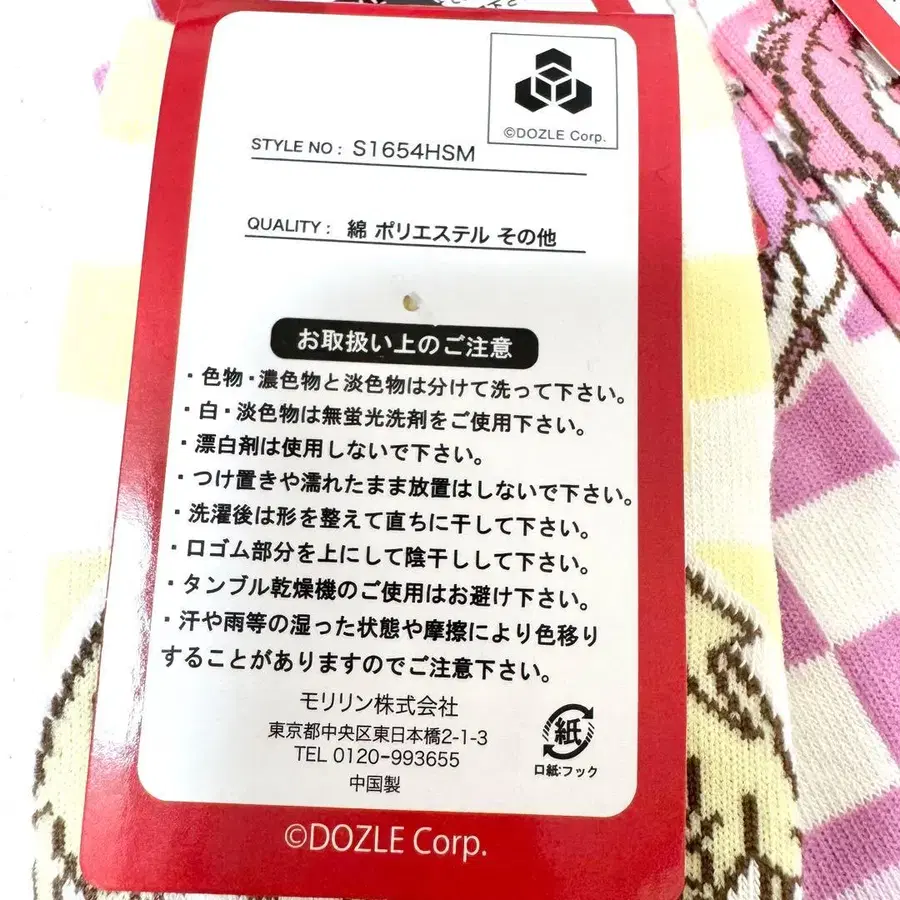 ©DOZLE Corp.
STYLE NO : S1654HSM
QUALITY : 綿 ポリエステル その他
お取扱い上のご注意
・色物・濃色物と淡色物は分けて洗って下さい。
・白・淡色物は無蛍光洗剤をご使用下さい。
・漂白剤は使用しないで下さい。
・つけ置きや濡れたまま放置はしないで下さい。
・洗濯後は形を整えて直ちに干して下さい。
・口ゴム部分を上にして陰干しして下さい。
・タンブル乾燥機のご使用はお避け下さい。
・汗や雨等の湿った状態や摩擦により色移り
することがありますのでご注意下さい。
モリリン株式会社
東京都中央区東日本橋2-1-3
TEL 0120-993655
中国製
紙
口紙:フック
©DOZLE Corp.